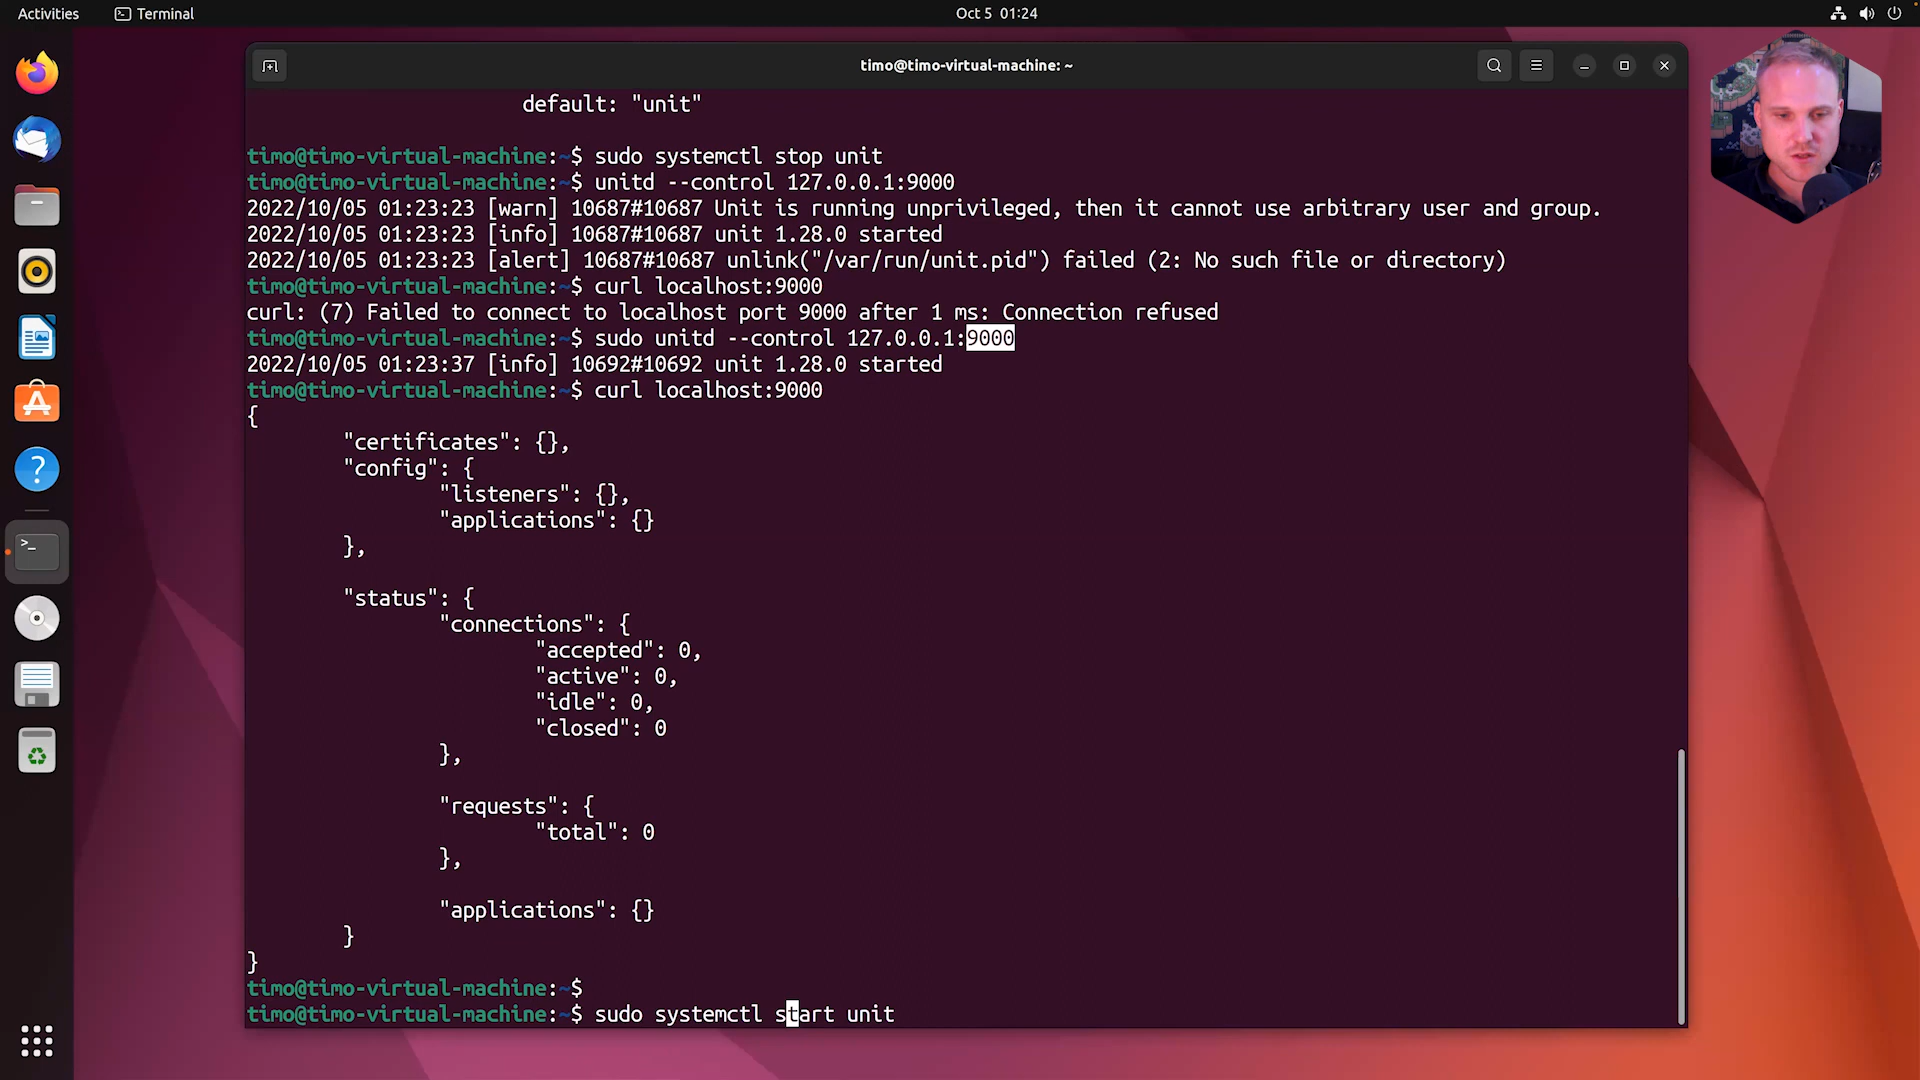 Activities Terminal Oct 5 01:24
timo@timo-virtual-machine: ~
default: "unit"
timo@timo-virtual-machine:~$ sudo systemctl stop unit
timo@timo-virtual-machine:~$ unitd --control 127.0.0.1:9000
2022/10/05 01:23:23 [warn] 10687#10687 Unit is running unprivileged, then it cannot use arbitrary user and group.
2022/10/05 01:23:23 [info] 10687#10687 unit 1.28.0 started
2022/10/05 01:23:23 [alert] 10687#10687 unlink("/var/run/unit.pid") failed (2: No such file or directory)
timo@timo-virtual-machine:~$ curl localhost:9000
curl: (7) Failed to connect to localhost port 9000 after 1 ms: Connection refused
timo@timo-virtual-machine:~$ sudo unitd --control 127.0.0.1:9000
2022/10/05 01:23:37 [info] 10692#10692 unit 1.28.0 started
timo@timo-virtual-machine:~$ curl localhost:9000
{
"certificates": {},
"config": {
"listeners": {},
"applications": {}
},
"status": {
"connections": {
"accepted": 0,
"active": 0,
"idle": 0,
"closed": 0
},
"requests": {
"total": 0
},
"applications": {}
}
}
timo@timo-virtual-machine:~$
timo@timo-virtual-machine:~$ sudo systemctl start unit